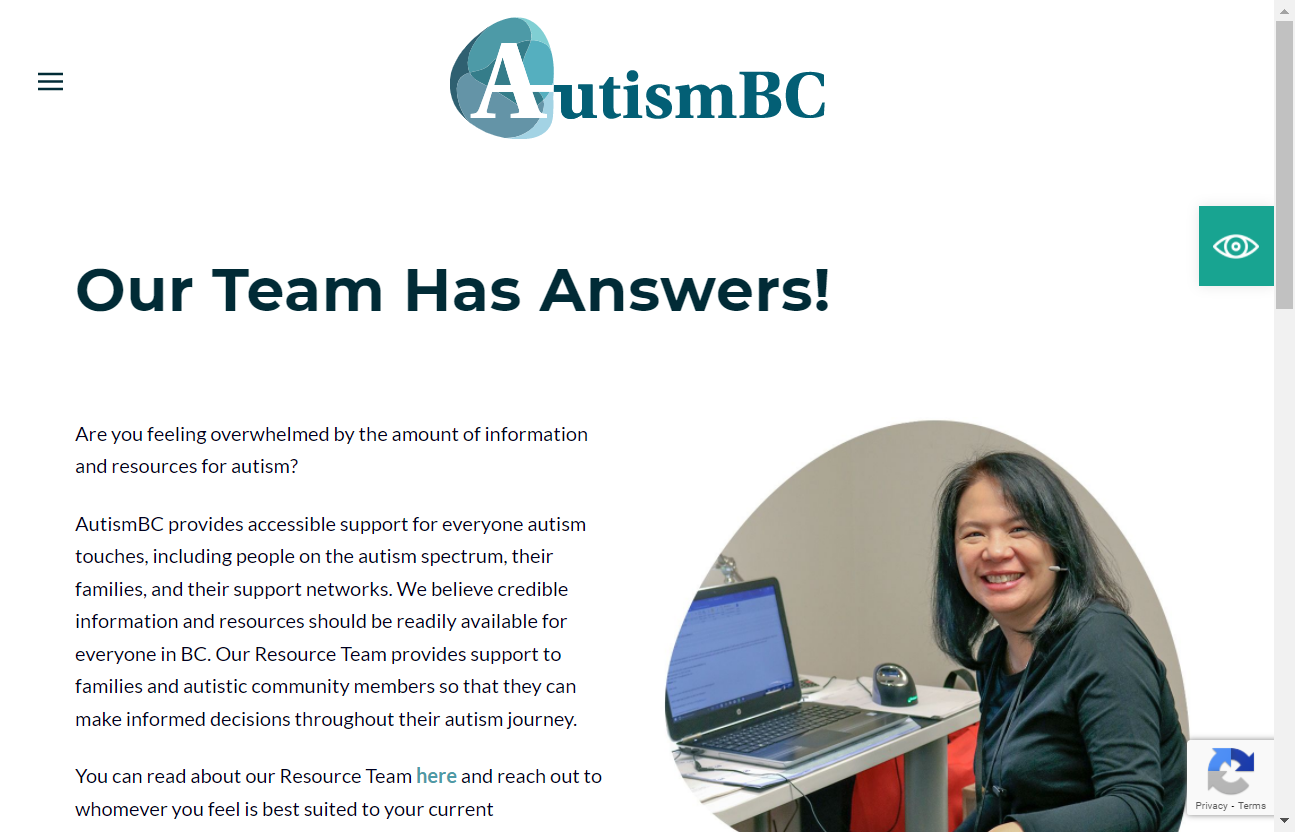 AutismBC
Our Team Has Answers!
Are you feeling overwhelmed by the amount of information
and resources for autism?
AutismBC provides accessible support for everyone autism
touches, including people on the autism spectrum, their
families, and their support networks. We believe credible
information and resources should be readily available for
everyone in BC. Our Resource Team provides support to
families and autistic community members so that they can
make informed decisions throughout their autism journey.
You can read about our Resource Team here and reach out to
whomever you feel is best suited to your current
Privacy - Terms